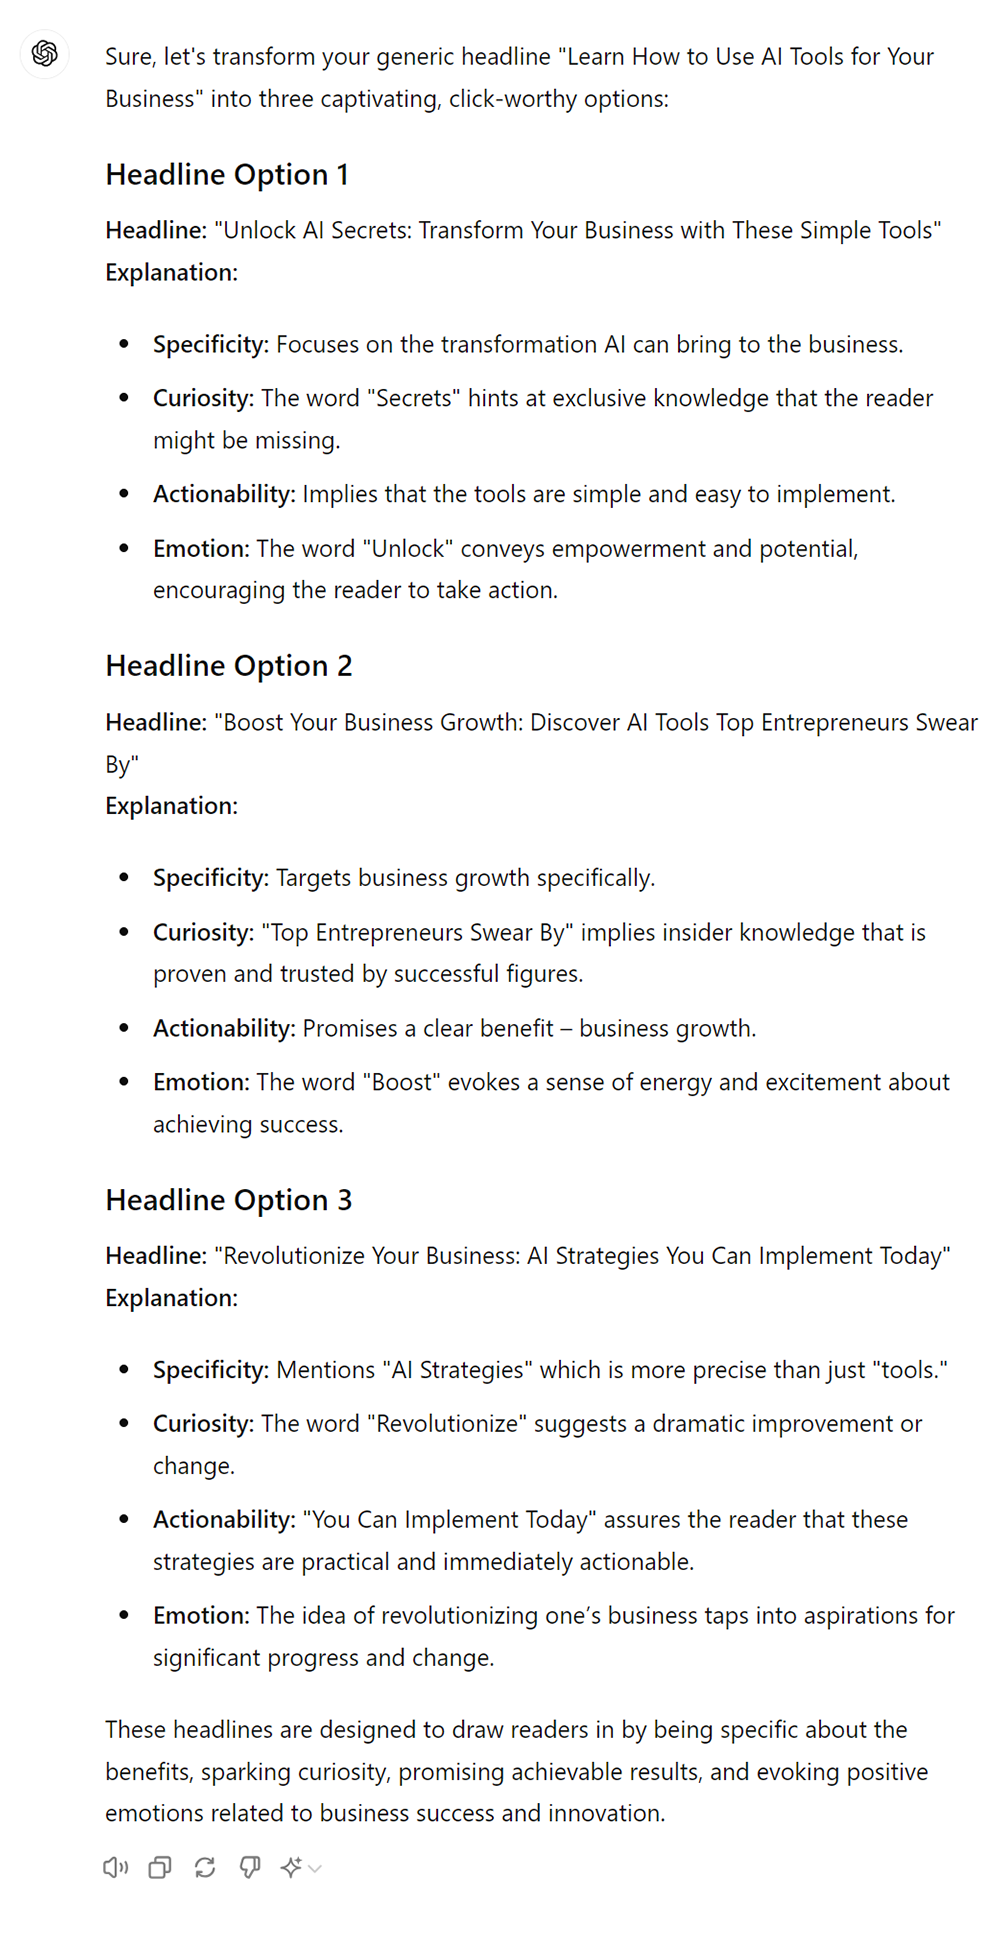 Sure, let's transform your generic headline "Learn How to Use AI Tools for Your
Business" into three captivating, click-worthy options:
Headline Option 1
Headline: "Unlock AI Secrets: Transform Your Business with These Simple Tools"
Explanation:
• Specificity: Focuses on the transformation AI can bring to the business.
• Curiosity: The word "Secrets" hints at exclusive knowledge that the reader
might be missing.
• Actionability: Implies that the tools are simple and easy to implement.
• Emotion: The word "Unlock" conveys empowerment and potential,
encouraging the reader to take action.
Headline Option 2
Headline: "Boost Your Business Growth: Discover AI Tools Top Entrepreneurs Swear
By"
Explanation:
• Specificity: Targets business growth specifically.
• Curiosity: "Top Entrepreneurs Swear By" implies insider knowledge that is
proven and trusted by successful figures.
• Actionability: Promises a clear benefit – business growth.
• Emotion: The word "Boost" evokes a sense of energy and excitement about
achieving success.
Headline Option 3
Headline: "Revolutionize Your Business: AI Strategies You Can Implement Today"
Explanation:
• Specificity: Mentions "AI Strategies" which is more precise than just "tools."
• Curiosity: The word "Revolutionize" suggests a dramatic improvement or
change.
• Actionability: "You Can Implement Today" assures the reader that these
strategies are practical and immediately actionable.
• Emotion: The idea of revolutionizing one’s business taps into aspirations for
significant progress and change.
These headlines are designed to draw readers in by being specific about the
benefits, sparking curiosity, promising achievable results, and evoking positive
emotions related to business success and innovation.